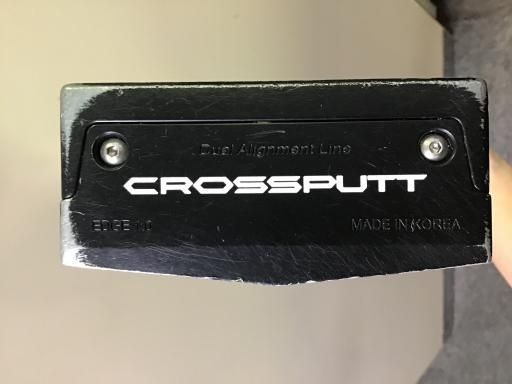 Dual Alignment Line
CROSSPUTT
EDGE 1.0
MADE IN KOREA